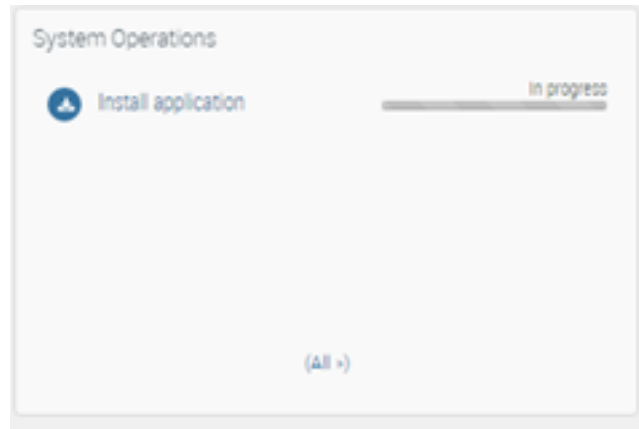 System Operations
Install application
In progress
(All »)